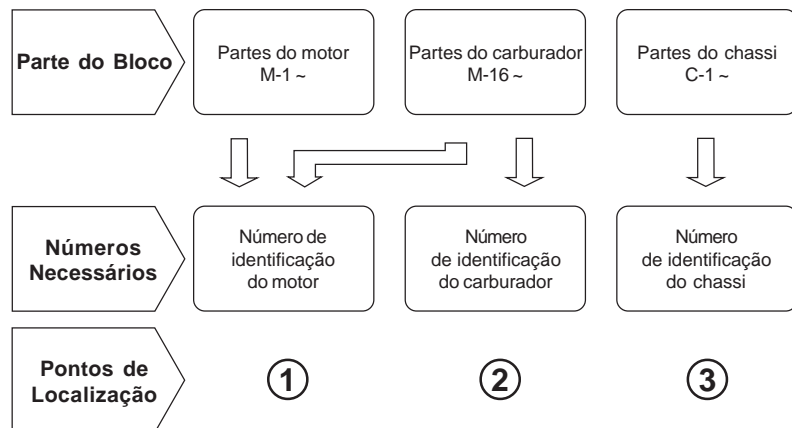 Parte do Bloco
Partes do motor
M-1 ~
Partes do carburador
M-16 ~
Partes do chassi
C-1 ~
Números
Necessários
Número de
identificação
do motor
Número
de identificação
do carburador
Número
de identificação
do chassi
Pontos de
Localização
1
2
3